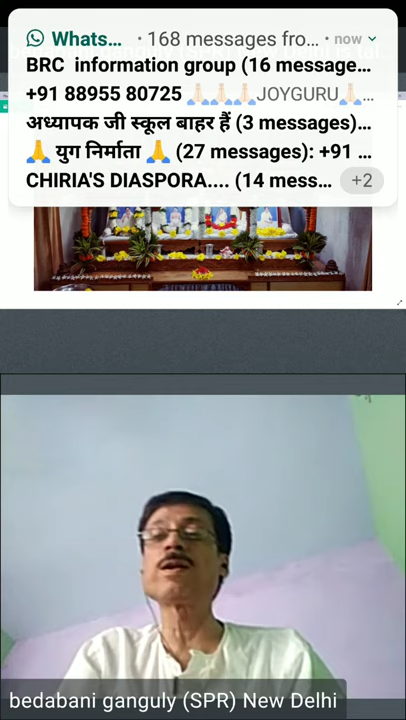 Whats... • 168 messages fro... • now
BRC information group (16 message...
+91 88955 80725 🙏🏻🙏🏻🙏🏻JOYGURU🙏🏻...
अध्यापक जी स्कूल बाहर हैं (3 messages)...
🙏 युग निर्माता 🙏 (27 messages): +91 ...
CHIRIA'S DIASPORA.... (14 mess... +2
bedabani ganguly (SPR) New Delhi